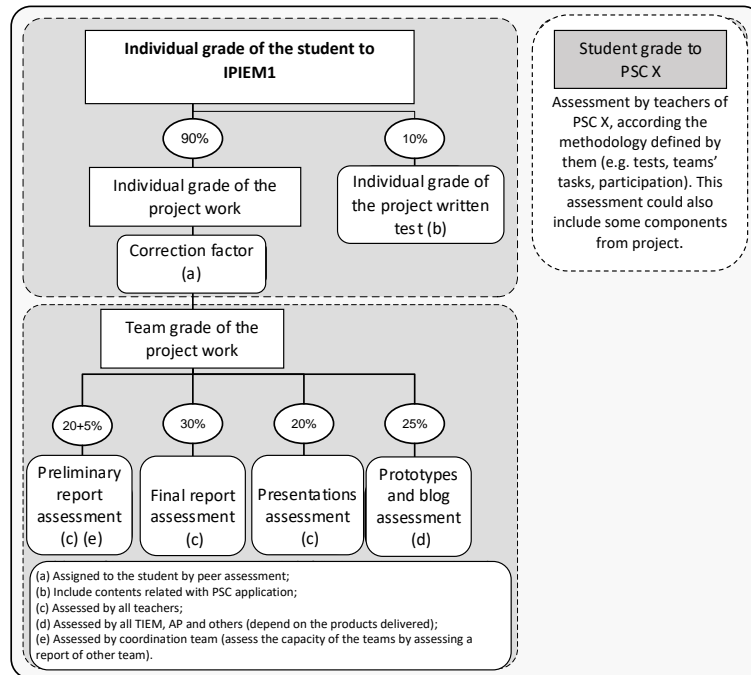 Individual grade of the student to
IPIEM1
90%
10%
Individual grade of the
project work
Individual grade of
the project written
test (b)
Correction factor
(a)
Team grade of the
project work
20+5%
30%
20%
25%
Preliminary
report
assessment
(c) (e)
Final report
assessment
(c)
Presentations
assessment
(c)
Prototypes
and blog
assessment
(d)
(a) Assigned to the student by peer assessment;
(b) Include contents related with PSC application;
(c) Assessed by all teachers;
(d) Assessed by all TIEM, AP and others (depend on the products delivered);
(e) Assessed by coordination team (assess the capacity of the teams by assessing a
report of other team).
Student grade to
PSC X
Assessment by teachers of
PSC X, according the
methodology defined by
them (e.g. tests, teams’
tasks, participation). This
assessment could also
include some components
from project.